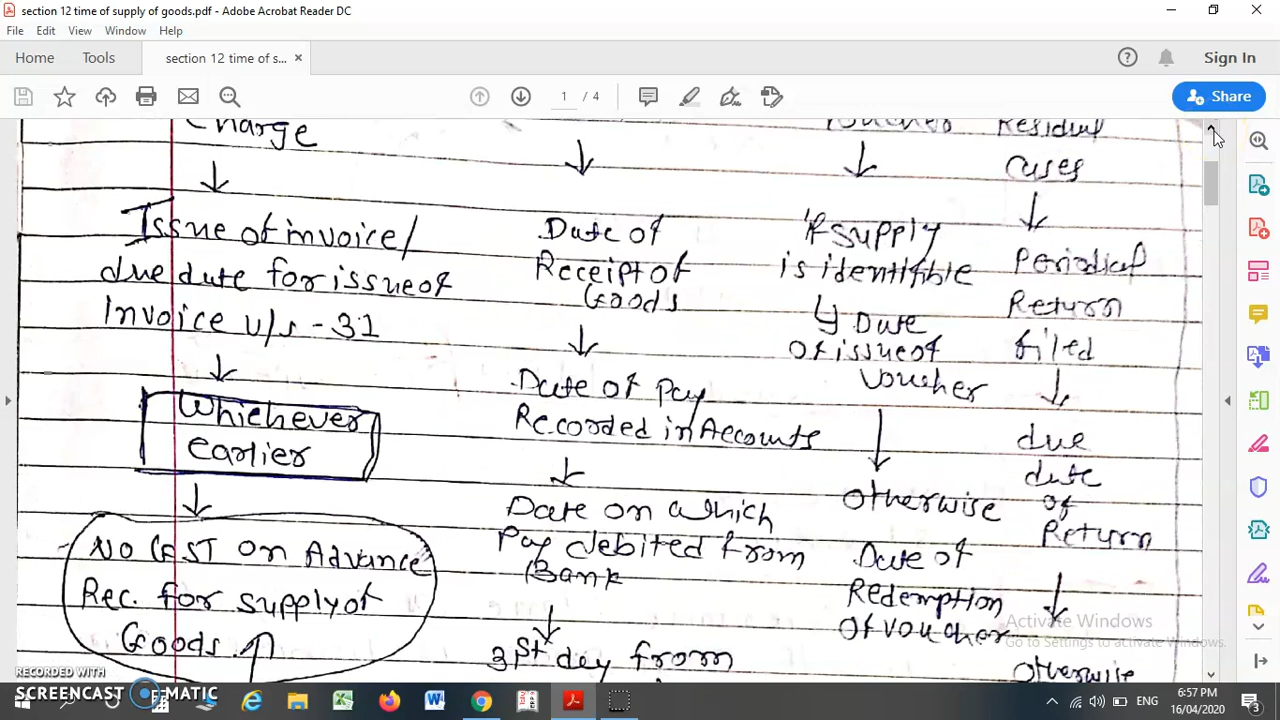 section 12 time of supply of goods.pdf - Adobe Acrobat Reader DC
File Edit View Window Help
Home Tools section 12 time of s... × Sign In
1 / 4 Share
Charge
Issue of invoice/
due date for issue of
Invoice u/s - 31
Whichever
earlier
No GST on Advance
Rec. for supply of
Goods
Date of
Receipt of
Goods
Date of Pay
Recorded in Accounts
Date on which
Pay debited from
Bank
31st day from
Voucher
If supply
is identifible
Date
of issue of
Voucher
Otherwise
Date of
Redemption
Of voucher
Residual
Cases
Periodical
Return
filed
due
date
of
Return
otherwise
Activate Windows
Go to Settings to activate Windows.
RECORDED WITH
SCREENCAST MATIC
ENG
6:57 PM
16/04/2020
3